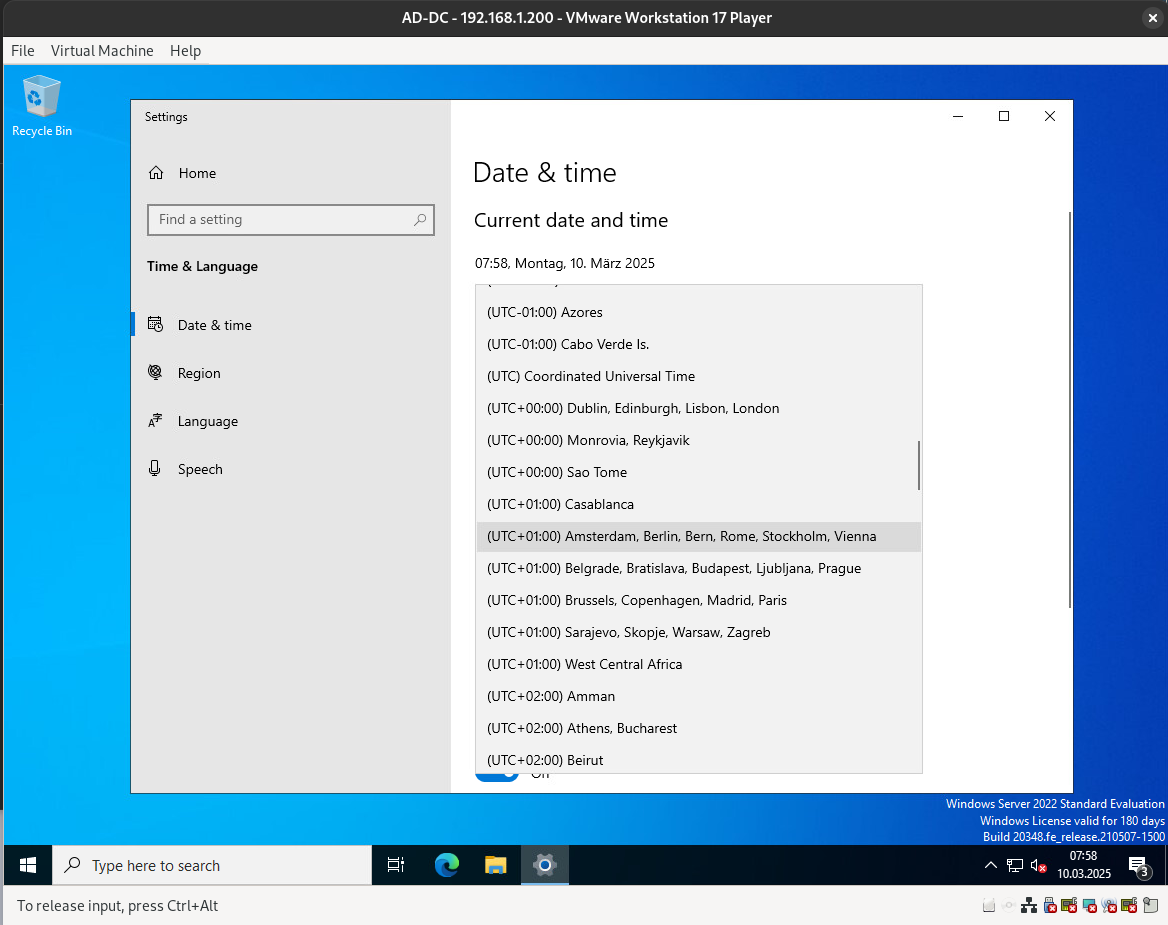 AD-DC - 192.168.1.200 - VMware Workstation 17 Player
File Virtual Machine Help
Recycle Bin
Settings
Home
Find a setting
Time & Language
Date & time
Region
Language
Speech
Date & time
Current date and time
07:58, Montag, 10. März 2025
(UTC-01:00) Azores
(UTC-01:00) Cabo Verde Is.
(UTC) Coordinated Universal Time
(UTC+00:00) Dublin, Edinburgh, Lisbon, London
(UTC+00:00) Monrovia, Reykjavik
(UTC+00:00) Sao Tome
(UTC+01:00) Casablanca
(UTC+01:00) Amsterdam, Berlin, Bern, Rome, Stockholm, Vienna
(UTC+01:00) Belgrade, Bratislava, Budapest, Ljubljana, Prague
(UTC+01:00) Brussels, Copenhagen, Madrid, Paris
(UTC+01:00) Sarajevo, Skopje, Warsaw, Zagreb
(UTC+01:00) West Central Africa
(UTC+02:00) Amman
(UTC+02:00) Athens, Bucharest
(UTC+02:00) Beirut
Windows Server 2022 Standard Evaluation
Windows License valid for 180 days
Build 20348.fe_release.210507-1500
Type here to search
07:58
10.03.2025
3
To release input, press Ctrl+Alt